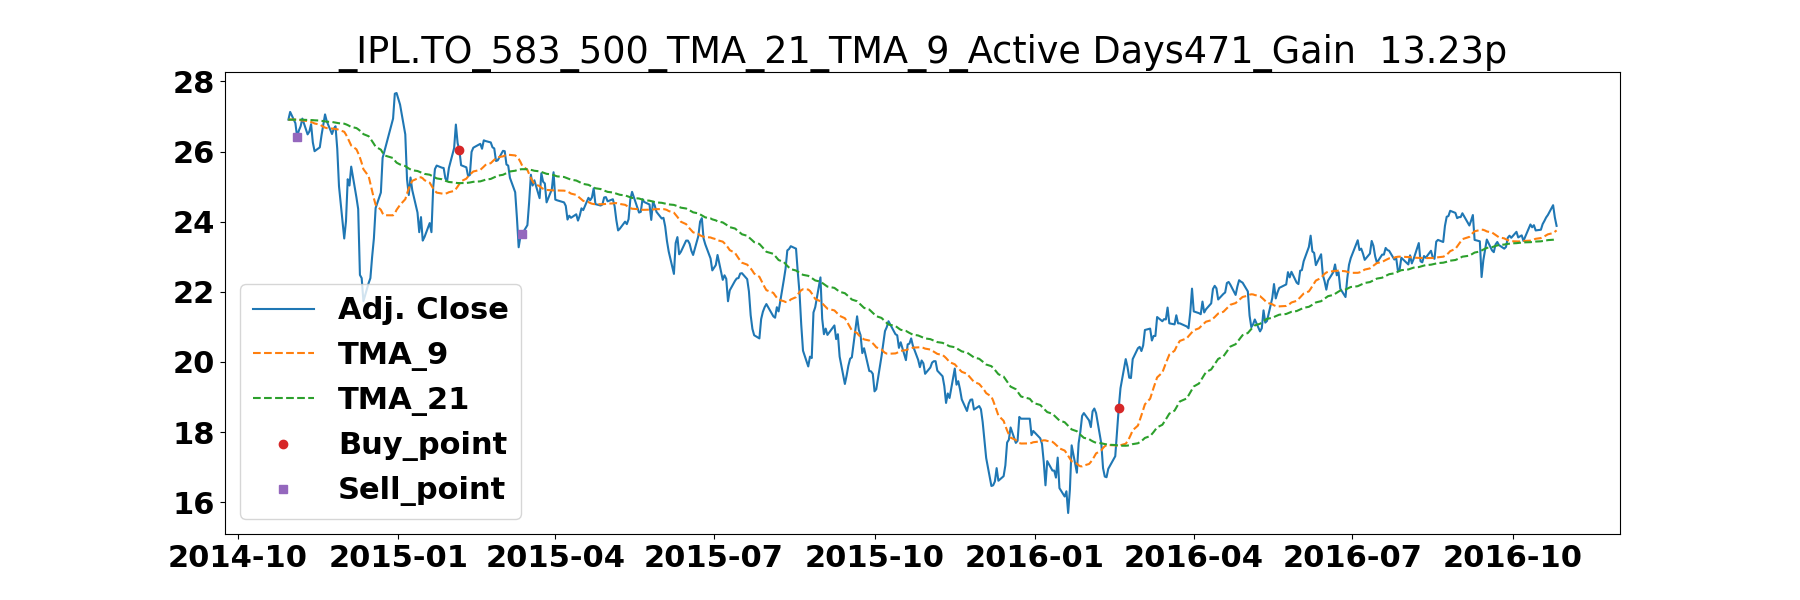 _IPL.TO_583_500_TMA_21_TMA_9_Active Days471_Gain  13.23p
28
26
24
22
20
18
16
Adj. Close
TMA_9
TMA_21
Buy_point
Sell_point
2014-10 2015-01 2015-04 2015-07 2015-10 2016-01 2016-04 2016-07 2016-10